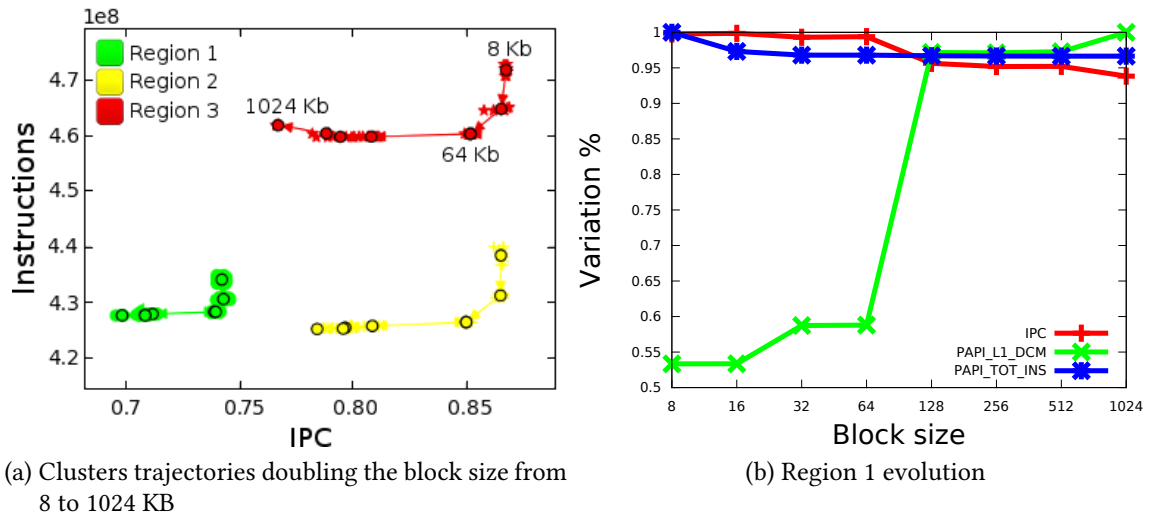 1e8
Region 1
Region 2
Region 3
8 Kb
1024 Kb
64 Kb
4.7
4.6
4.5
4.4
4.3
4.2
Instructions
0.7
0.75
0.80
0.85
IPC
(a) Clusters trajectories doubling the block size from
8 to 1024 KB
1
0.95
0.9
0.85
0.8
0.75
0.7
0.65
0.6
0.55
0.5
Variation %
IPC
PAPI_L1_DCM
PAPI_TOT_INS
8
16
32
64
128
256
512
1024
Block size
(b) Region 1 evolution